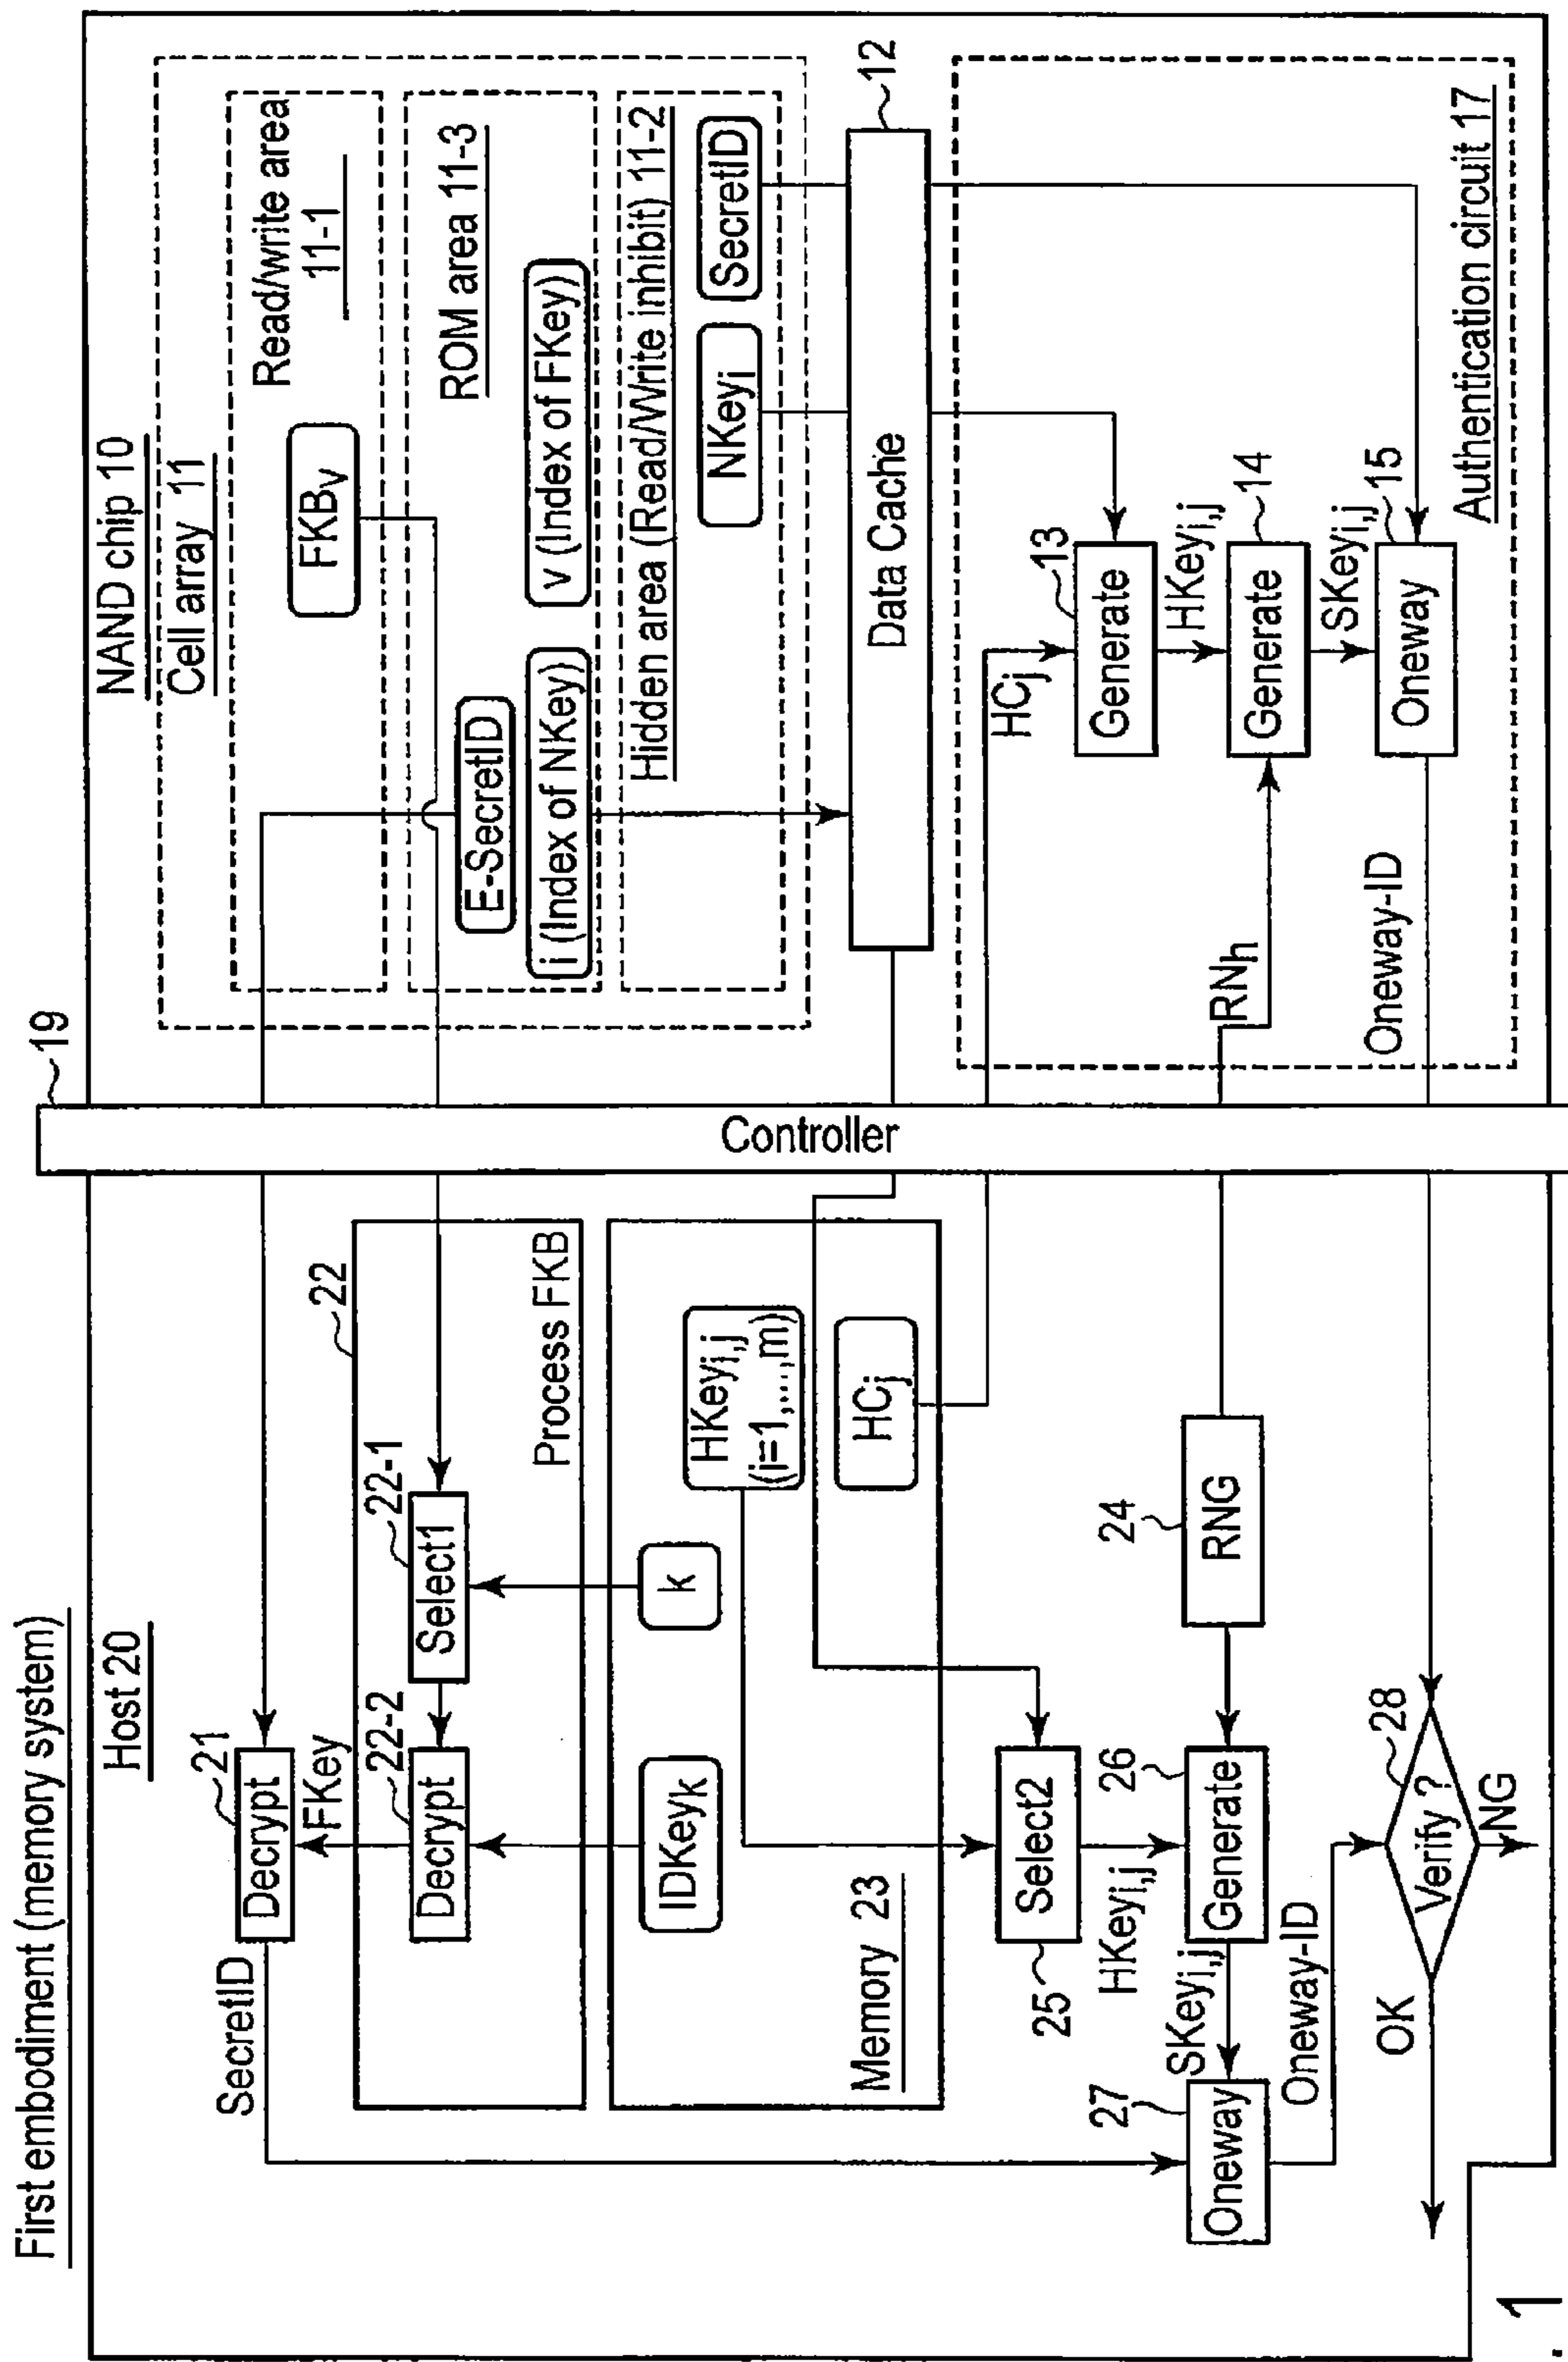 First embodiment (memory system)
Host 20
21
Decrypt
SecretID
FKey
22
22-1
Select1
22-2
Decrypt
Process FKB
k
IDKeyk
HKeyi,j
(i=1,...,m)
HCj
Memory 23
Select2
25
HKeyi,j
24
RNG
26
Generate
SKeyi,j
27
Oneway
Oneway-ID
28
Verify ?
OK
NG
19
Controller
NAND chip 10
Cell array 11
Read/write area
11-1
FKBv
ROM area 11-3
E-SecretID
i (Index of NKey)
v (Index of FKey)
Hidden area (Read/Write inhibit) 11-2
NKeyi
SecretID
12
Data Cache
HCj
13
Generate
HKeyi,j
14
Generate
RNh
SKeyi,j
15
Oneway
Oneway-ID
Authentication circuit 17
. 1